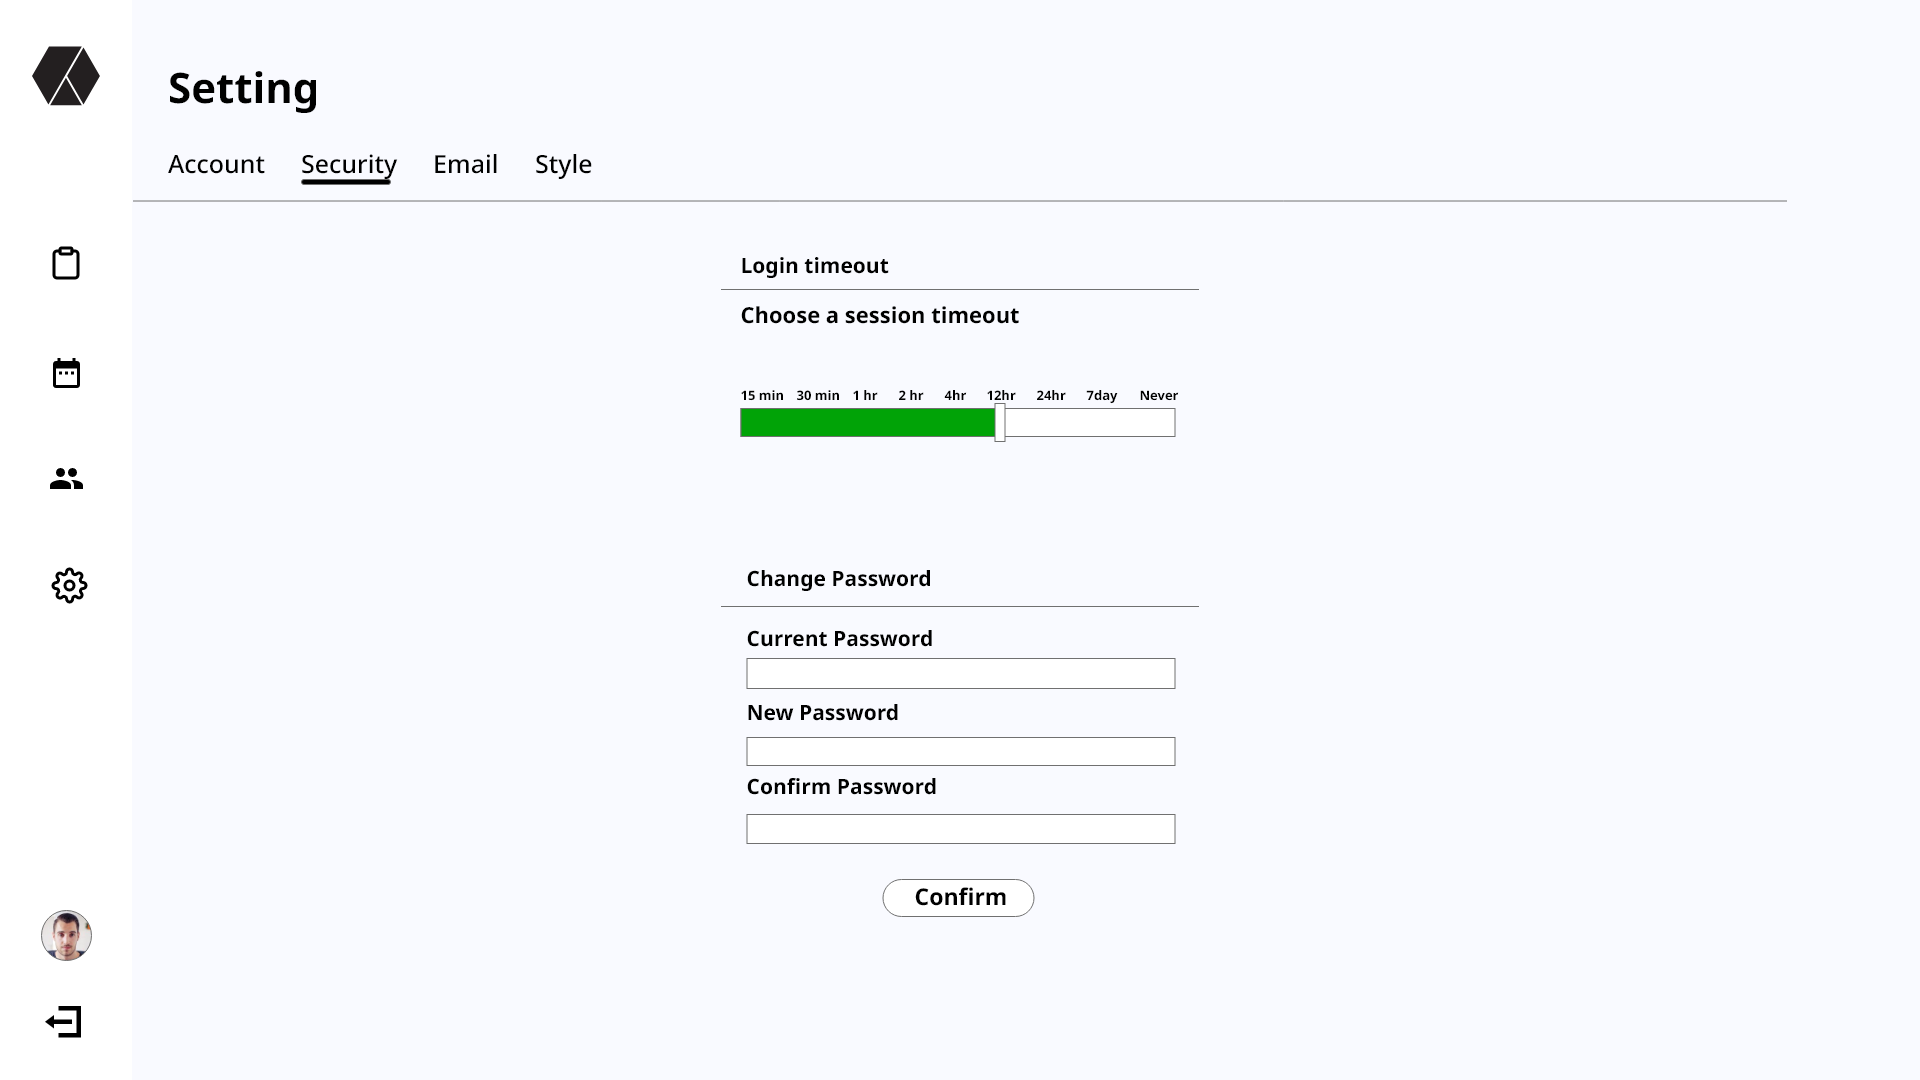 Setting
Account Security Email Style
Login timeout
Choose a session timeout
15 min 30 min 1 hr 2 hr 4hr 12hr 24hr 7day Never
Change Password
Current Password
New Password
Confirm Password
Confirm